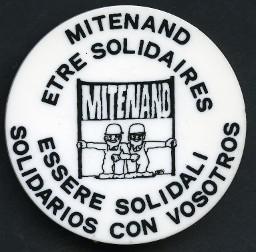 MITENAND
ETRE SOLIDAIRES
MITENAND
ESSERE SOLIDALI
SOLIDARIOS CON VOSOTROS